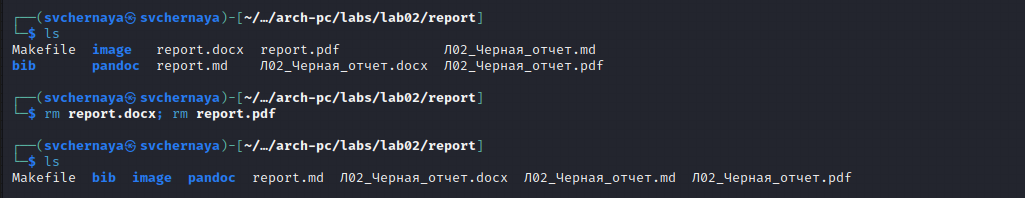 ┌──(svchernaya㉿svchernaya)-[~/…/arch-pc/labs/lab02/report]
└─$ ls
Makefile  image   report.docx  report.pdf             Л02_Черная_отчет.md
bib       pandoc  report.md    Л02_Черная_отчет.docx  Л02_Черная_отчет.pdf
┌──(svchernaya㉿svchernaya)-[~/…/arch-pc/labs/lab02/report]
└─$ rm report.docx; rm report.pdf
┌──(svchernaya㉿svchernaya)-[~/…/arch-pc/labs/lab02/report]
└─$ ls
Makefile  bib  image  pandoc  report.md  Л02_Черная_отчет.docx  Л02_Черная_отчет.md  Л02_Черная_отчет.pdf